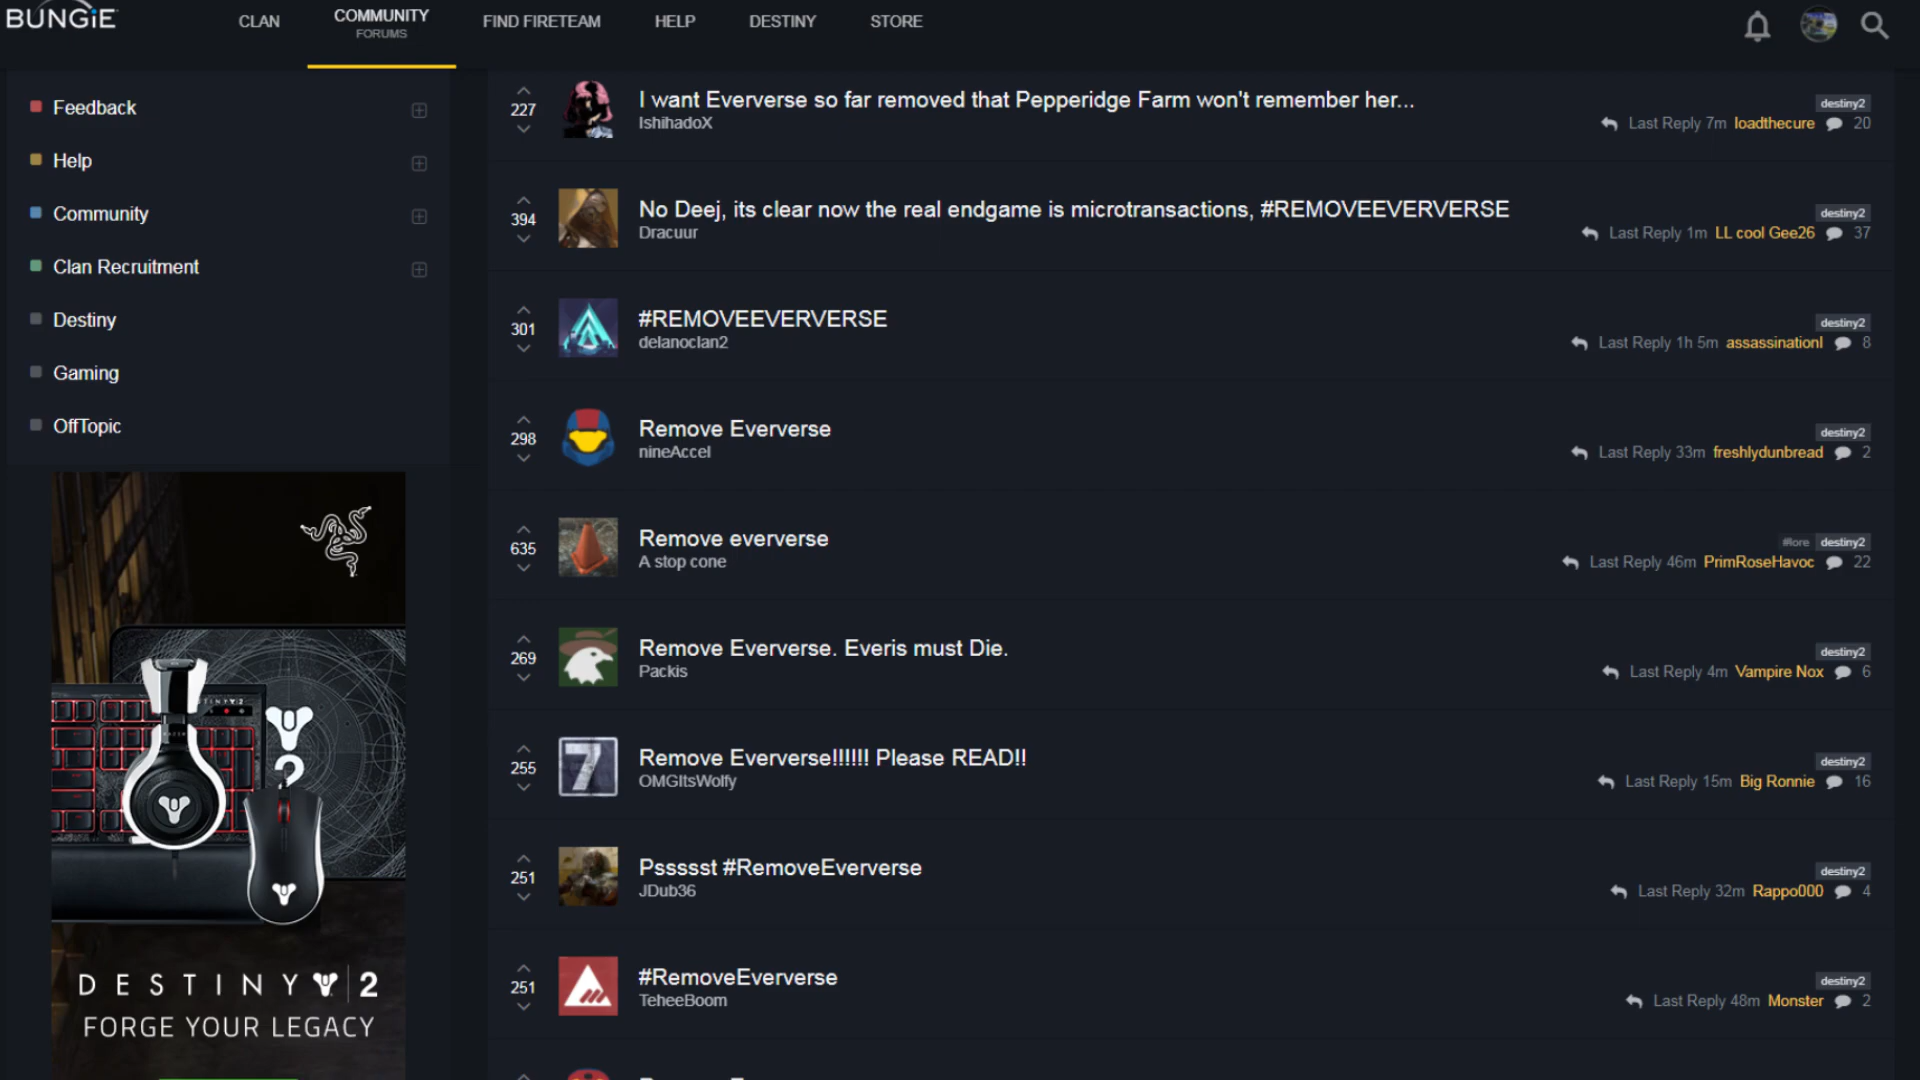 BUNGiE
CLAN
COMMUNITY
FORUMS
FIND FIRETEAM
HELP
DESTINY
STORE
Feedback
Help
Community
Clan Recruitment
Destiny
Gaming
OffTopic
DESTINY 2
FORGE YOUR LEGACY
227
I want Eververse so far removed that Pepperidge Farm won't remember her...
IshihadoX
destiny2
Last Reply 7m loadthecure 20
394
No Deej, its clear now the real endgame is microtransactions, #REMOVEEVERVERSE
Dracuur
destiny2
Last Reply 1m LL cool Gee26 37
301
#REMOVEEVERVERSE
delanoclan2
destiny2
Last Reply 1h 5m assassinationl 8
298
Remove Eververse
nineAccel
destiny2
Last Reply 33m freshlydunbread 2
635
Remove eververse
A stop cone
#lore destiny2
Last Reply 46m PrimRoseHavoc 22
269
Remove Eververse. Everis must Die.
Packis
destiny2
Last Reply 4m Vampire Nox 6
255
Remove Eververse!!!!!! Please READ!!
OMGItsWolfy
destiny2
Last Reply 15m Big Ronnie 16
251
Pssssst #RemoveEververse
JDub36
destiny2
Last Reply 32m Rappo000 4
251
#RemoveEververse
TeheeBoom
destiny2
Last Reply 48m Monster 2